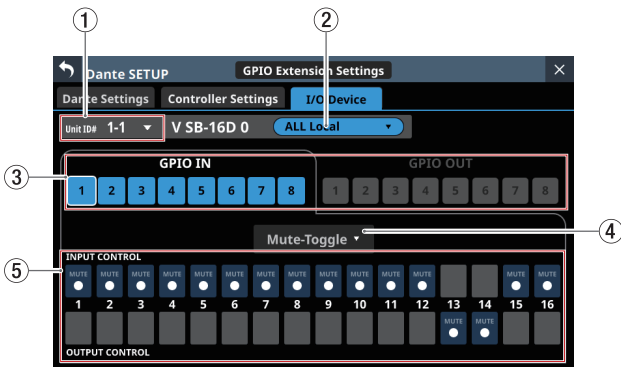 ① ②
Dante SETUP GPIO Extension Settings ×
Dante Settings Controller Settings I/O Device
Unit ID# 1-1 ▼ V SB-16D 0 ALL Local ▼
③ GPIO IN GPIO OUT
1 2 3 4 5 6 7 8 1 2 3 4 5 6 7 8
Mute-Toggle ▼ ④
⑤ INPUT CONTROL
MUTE MUTE MUTE MUTE MUTE MUTE MUTE MUTE MUTE MUTE MUTE MUTE MUTE MUTE
1 2 3 4 5 6 7 8 9 10 11 12 13 14 15 16
MUTE MUTE
OUTPUT CONTROL